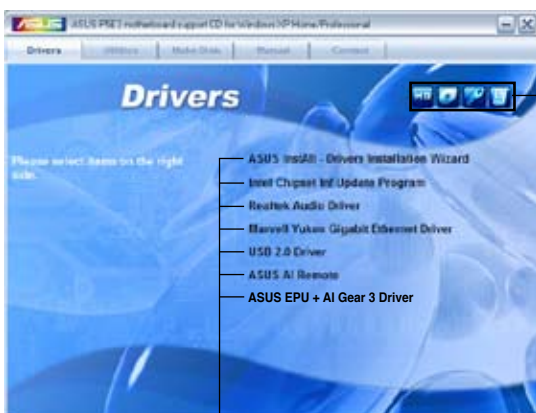 ASUS P5E3 motherboard support CD for Windows XP Home/Professional
Drivers Utilities Make Disk Manual Contact
Drivers
Please select items on the right side.
ASUS InstAll - Drivers Installation Wizard
Intel Chipset Inf Update Program
Realtek Audio Driver
Marvell Yukon Gigabit Ethernet Driver
USB 2.0 Driver
ASUS AI Remote
ASUS EPU + AI Gear 3 Driver